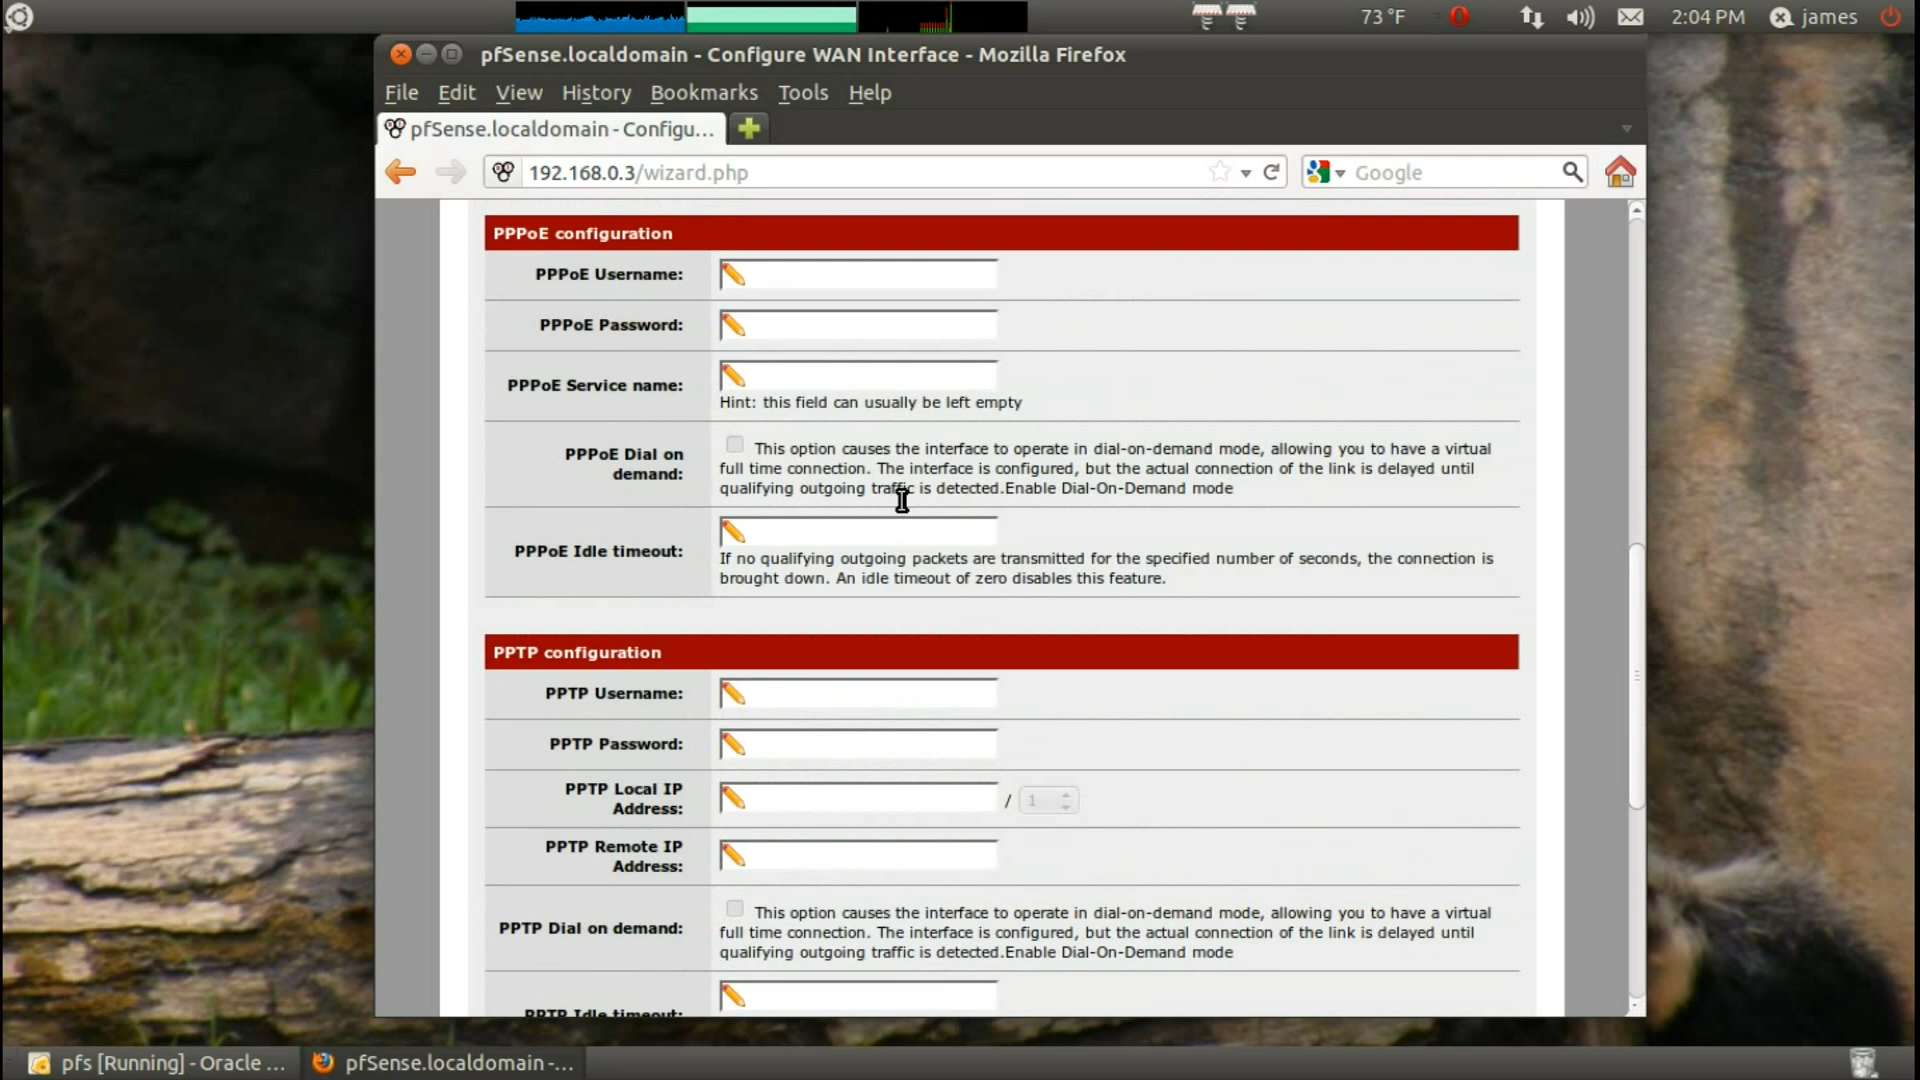 73 °F
2:04 PM
james
pfSense.localdomain - Configure WAN Interface - Mozilla Firefox
File Edit View History Bookmarks Tools Help
pfSense.localdomain - Configu...
192.168.0.3/wizard.php
Google
PPPoE configuration
PPPoE Username:
PPPoE Password:
PPPoE Service name:
Hint: this field can usually be left empty
PPPoE Dial on
demand:
This option causes the interface to operate in dial-on-demand mode, allowing you to have a virtual
full time connection. The interface is configured, but the actual connection of the link is delayed until
qualifying outgoing traffic is detected.Enable Dial-On-Demand mode
PPPoE Idle timeout:
If no qualifying outgoing packets are transmitted for the specified number of seconds, the connection is
brought down. An idle timeout of zero disables this feature.
PPTP configuration
PPTP Username:
PPTP Password:
PPTP Local IP
Address:
/ 1
PPTP Remote IP
Address:
PPTP Dial on demand:
This option causes the interface to operate in dial-on-demand mode, allowing you to have a virtual
full time connection. The interface is configured, but the actual connection of the link is delayed until
qualifying outgoing traffic is detected.Enable Dial-On-Demand mode
PPTP Idle timeout:
pfs [Running] - Oracle ...
pfSense.localdomain -...